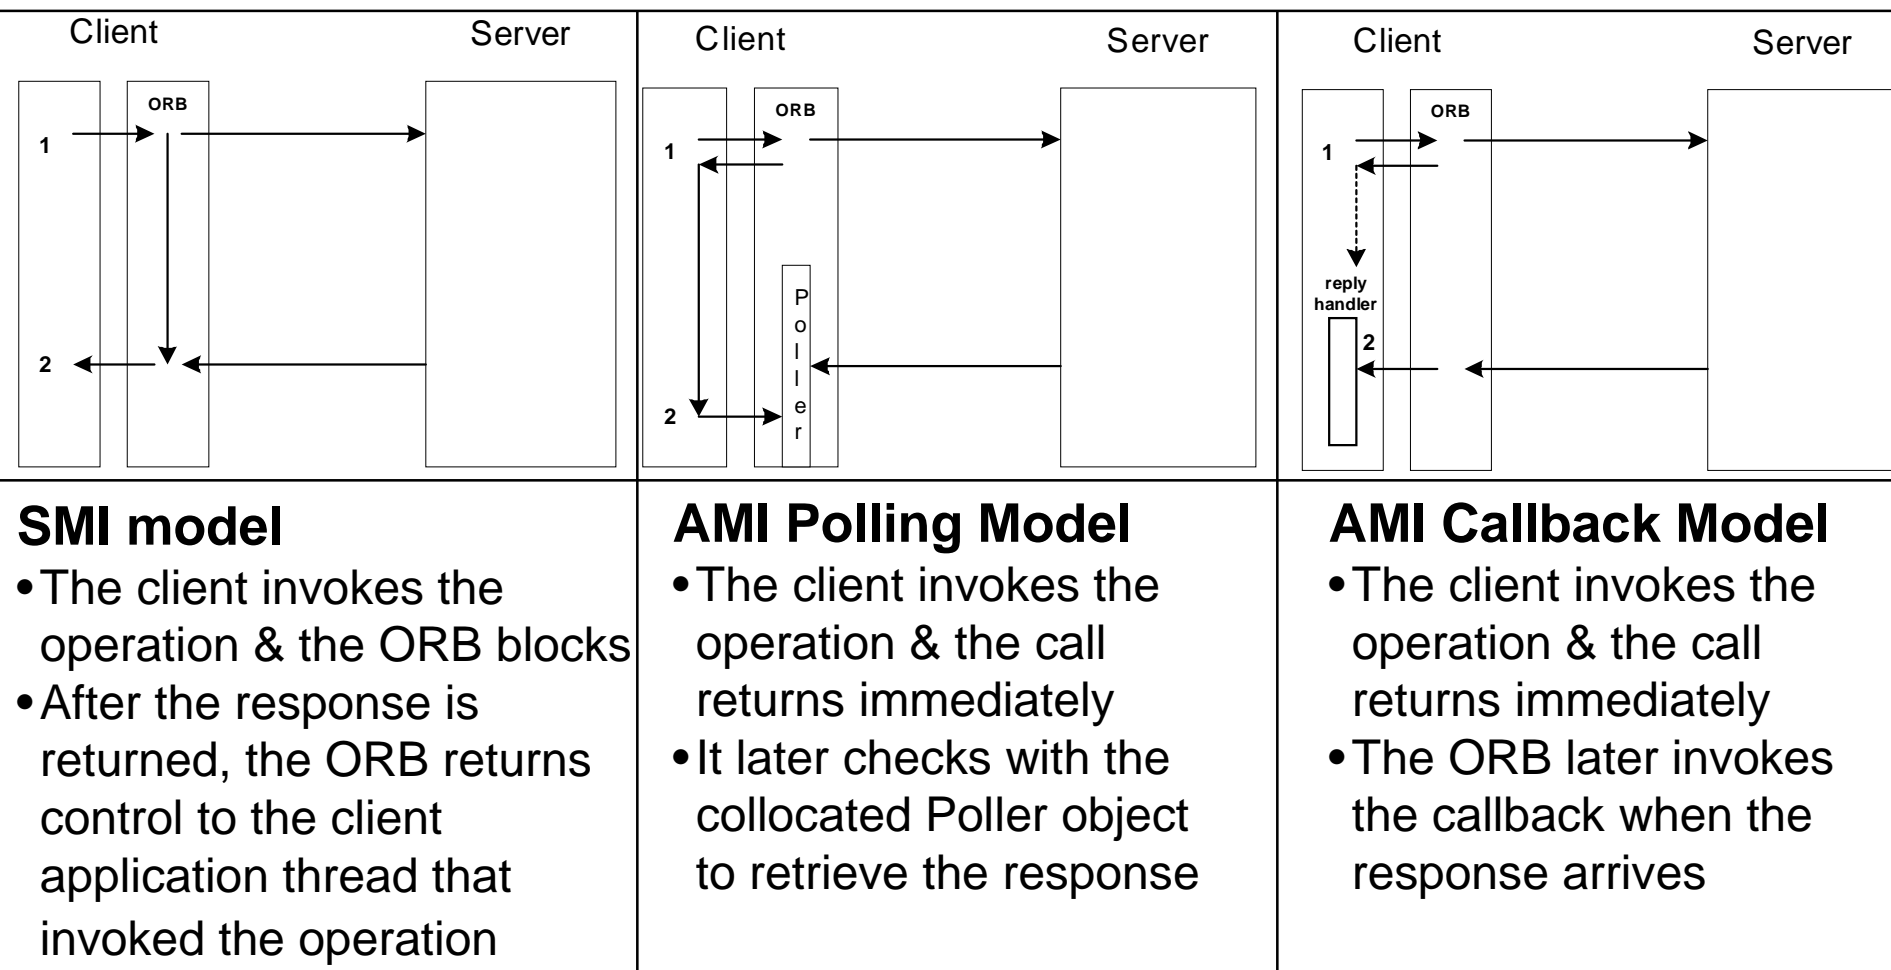 Client Server
ORB
1
2
SMI model
•The client invokes the
operation & the ORB blocks
•After the response is
returned, the ORB returns
control to the client
application thread that
invoked the operation
Client Server
ORB
1
Poller
2
AMI Polling Model
•The client invokes the
operation & the call
returns immediately
•It later checks with the
collocated Poller object
to retrieve the response
Client Server
ORB
1
reply
handler
2
AMI Callback Model
•The client invokes the
operation & the call
returns immediately
•The ORB later invokes
the callback when the
response arrives